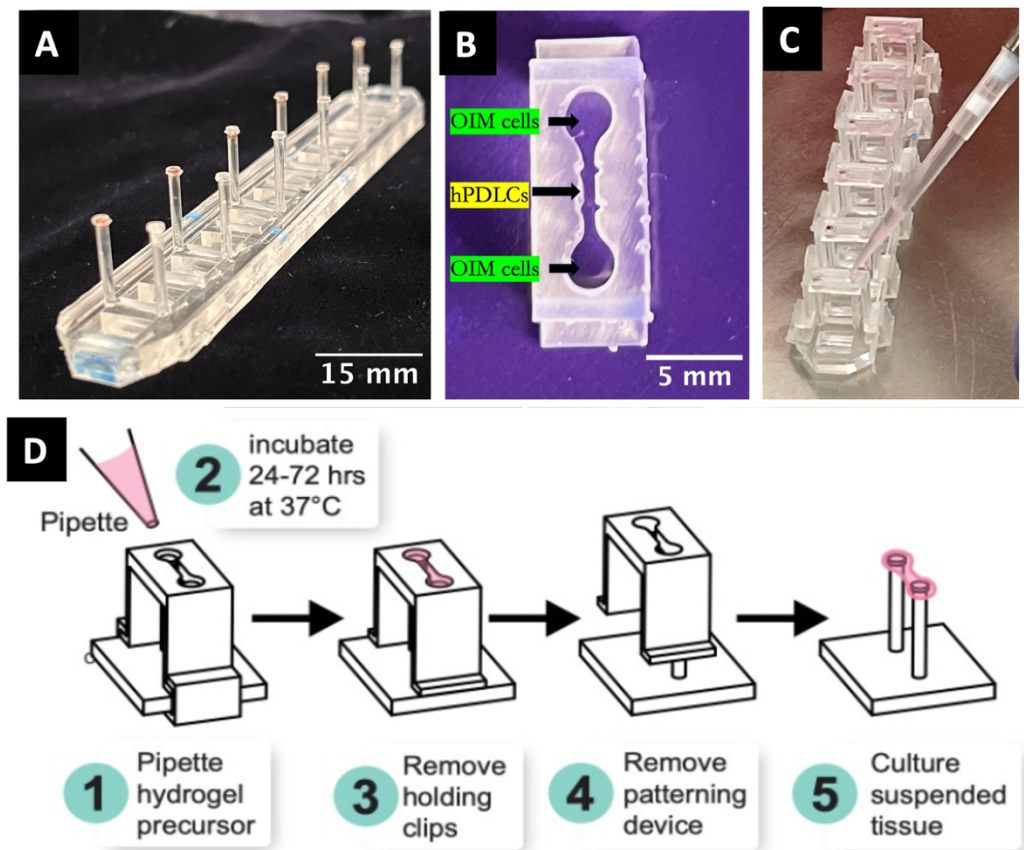 A
15 mm
B
OIM cells
hPDLCs
OIM cells
5 mm
C
D
Pipette
2
incubate
24-72 hrs
at 37°C
1
Pipette
hydrogel
precursor
3
Remove
holding
clips
4
Remove
patterning
device
5
Culture
suspended
tissue